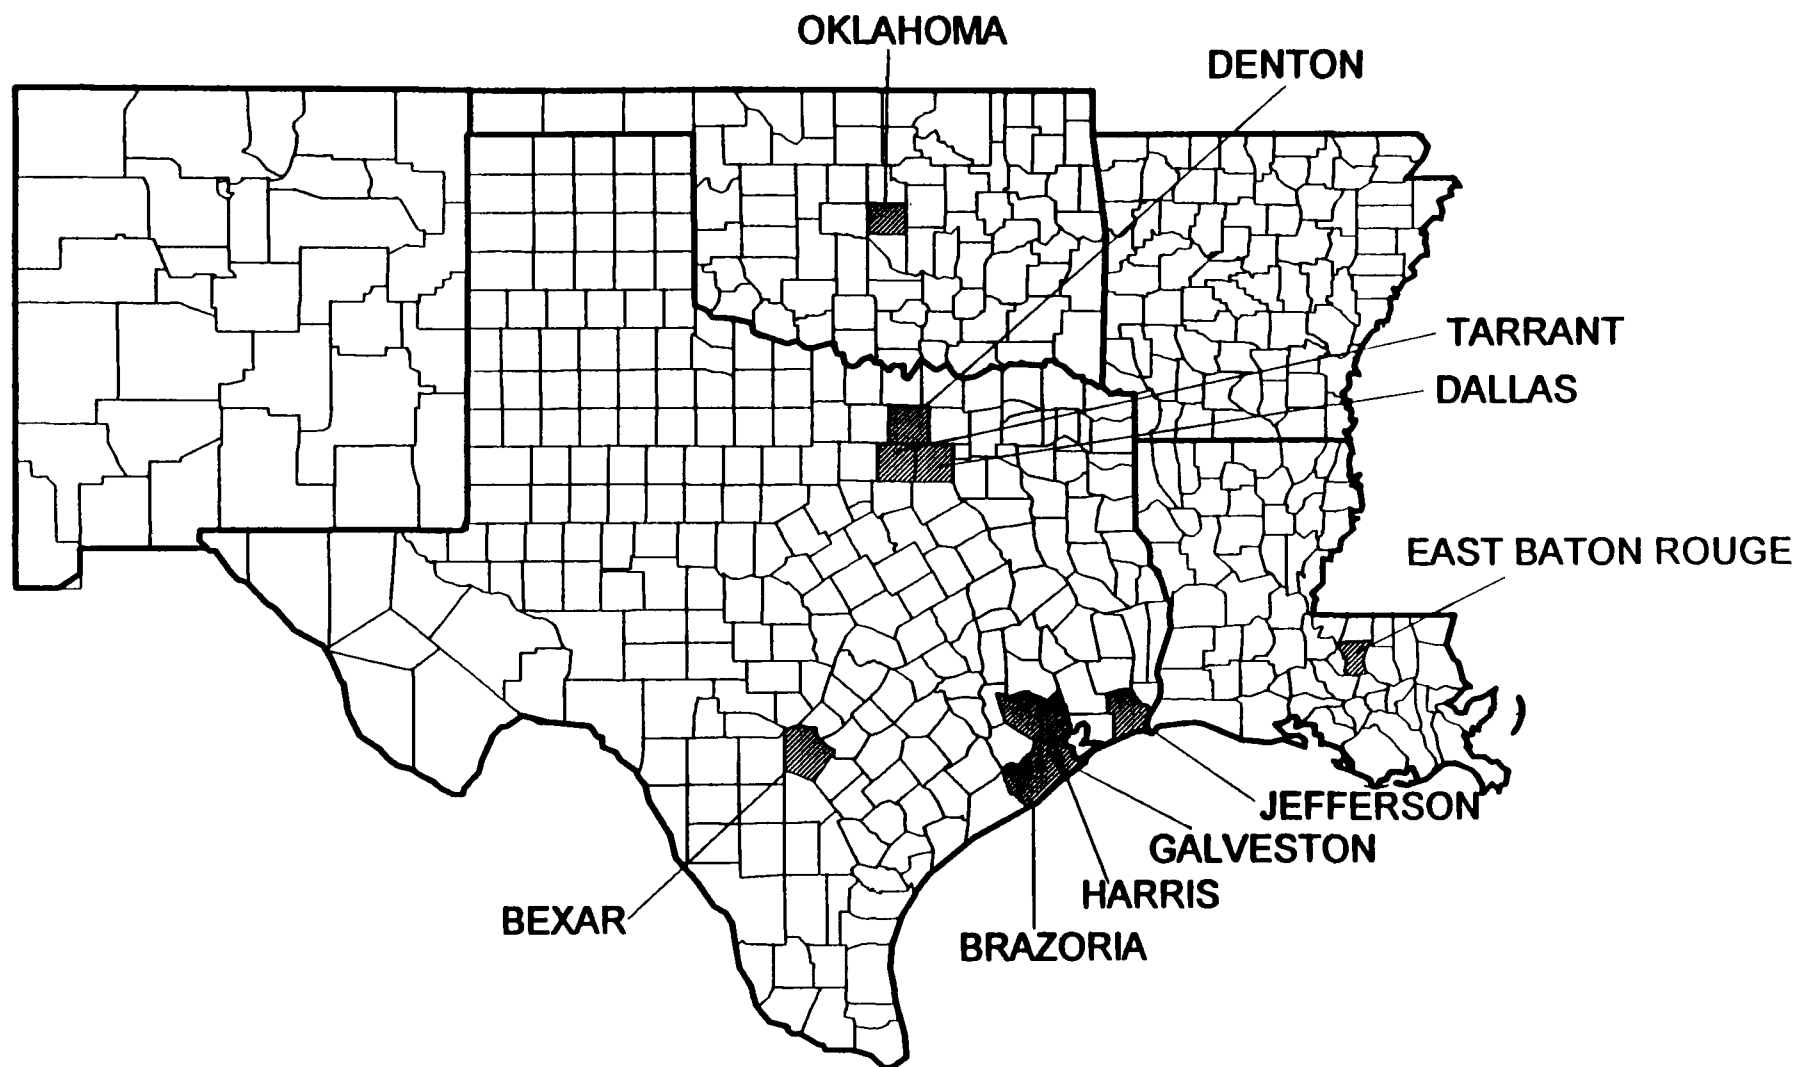 OKLAHOMA
DENTON
TARRANT
DALLAS
EAST BATON ROUGE
JEFFERSON
GALVESTON
HARRIS
BEXAR
BRAZORIA